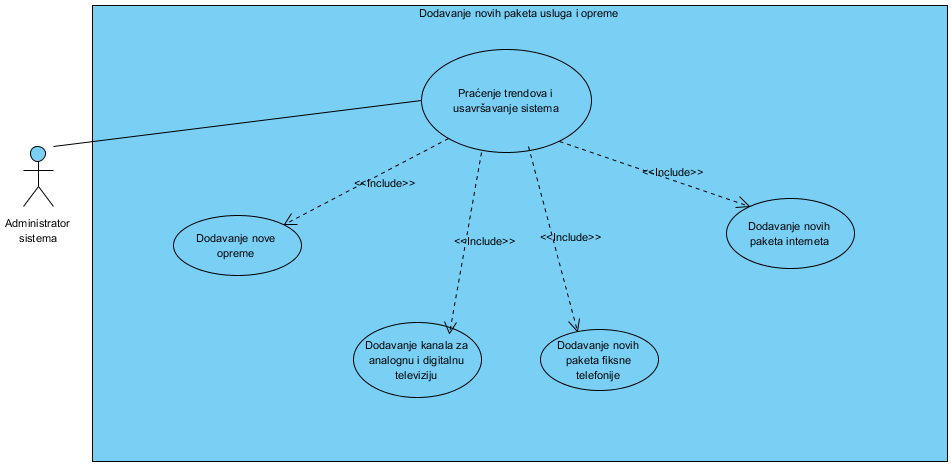 Dodavanje novih paketa usluga i opreme
Praćenje trendova i
usavršavanje sistema
Administrator
sistema
<<Include>>
<<Include>>
<<Include>>
<<Include>>
Dodavanje nove
opreme
Dodavanje novih
paketa interneta
Dodavanje kanala za
analognu i digitalnu
televiziju
Dodavanje novih
paketa fiksne
telefonije